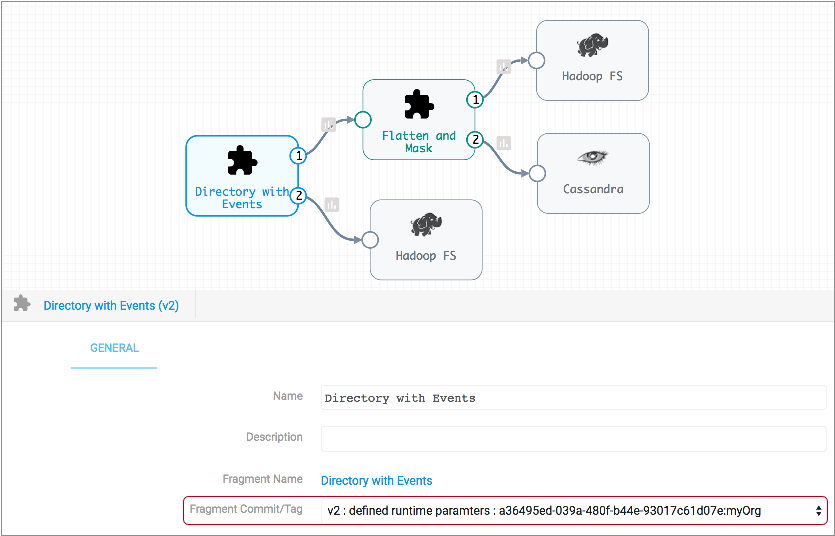 Hadoop FS
1
Flatten and
Mask
2
1
Directory with
Events
2
Cassandra
Hadoop FS
Directory with Events (v2)
GENERAL
Name Directory with Events
Description
Fragment Name Directory with Events
Fragment Commit/Tag v2 : defined runtime paramters : a36495ed-039a-480f-b44e-93017c61d07e:myOrg